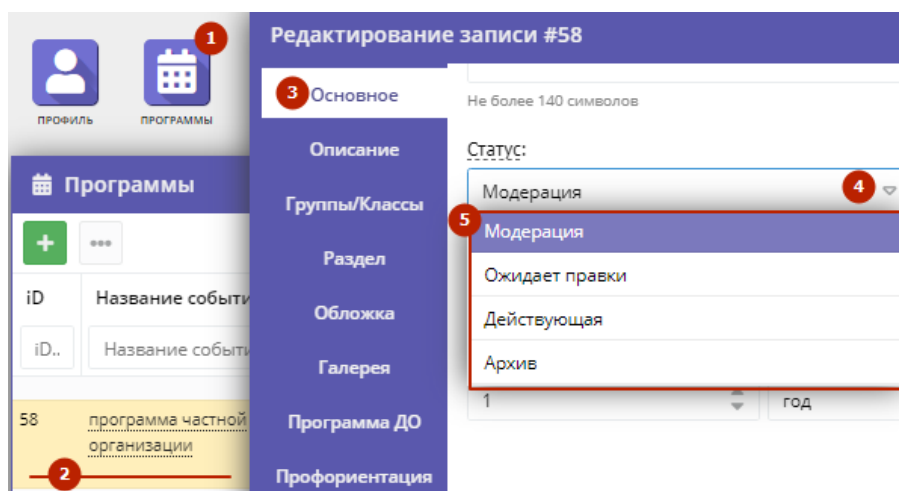 1
ПРОФИЛЬ
ПРОГРАММЫ
Программы
+
iD
Название событи
iD..
Название событи
58
программа частной
организации
2
Редактирование записи #58
3
Основное
Описание
Группы/Классы
Раздел
Обложка
Галерея
Программа ДО
Профориентация
Не более 140 символов
Статус:
Модерация
4
5
Модерация
Ожидает правки
Действующая
Архив
1
год